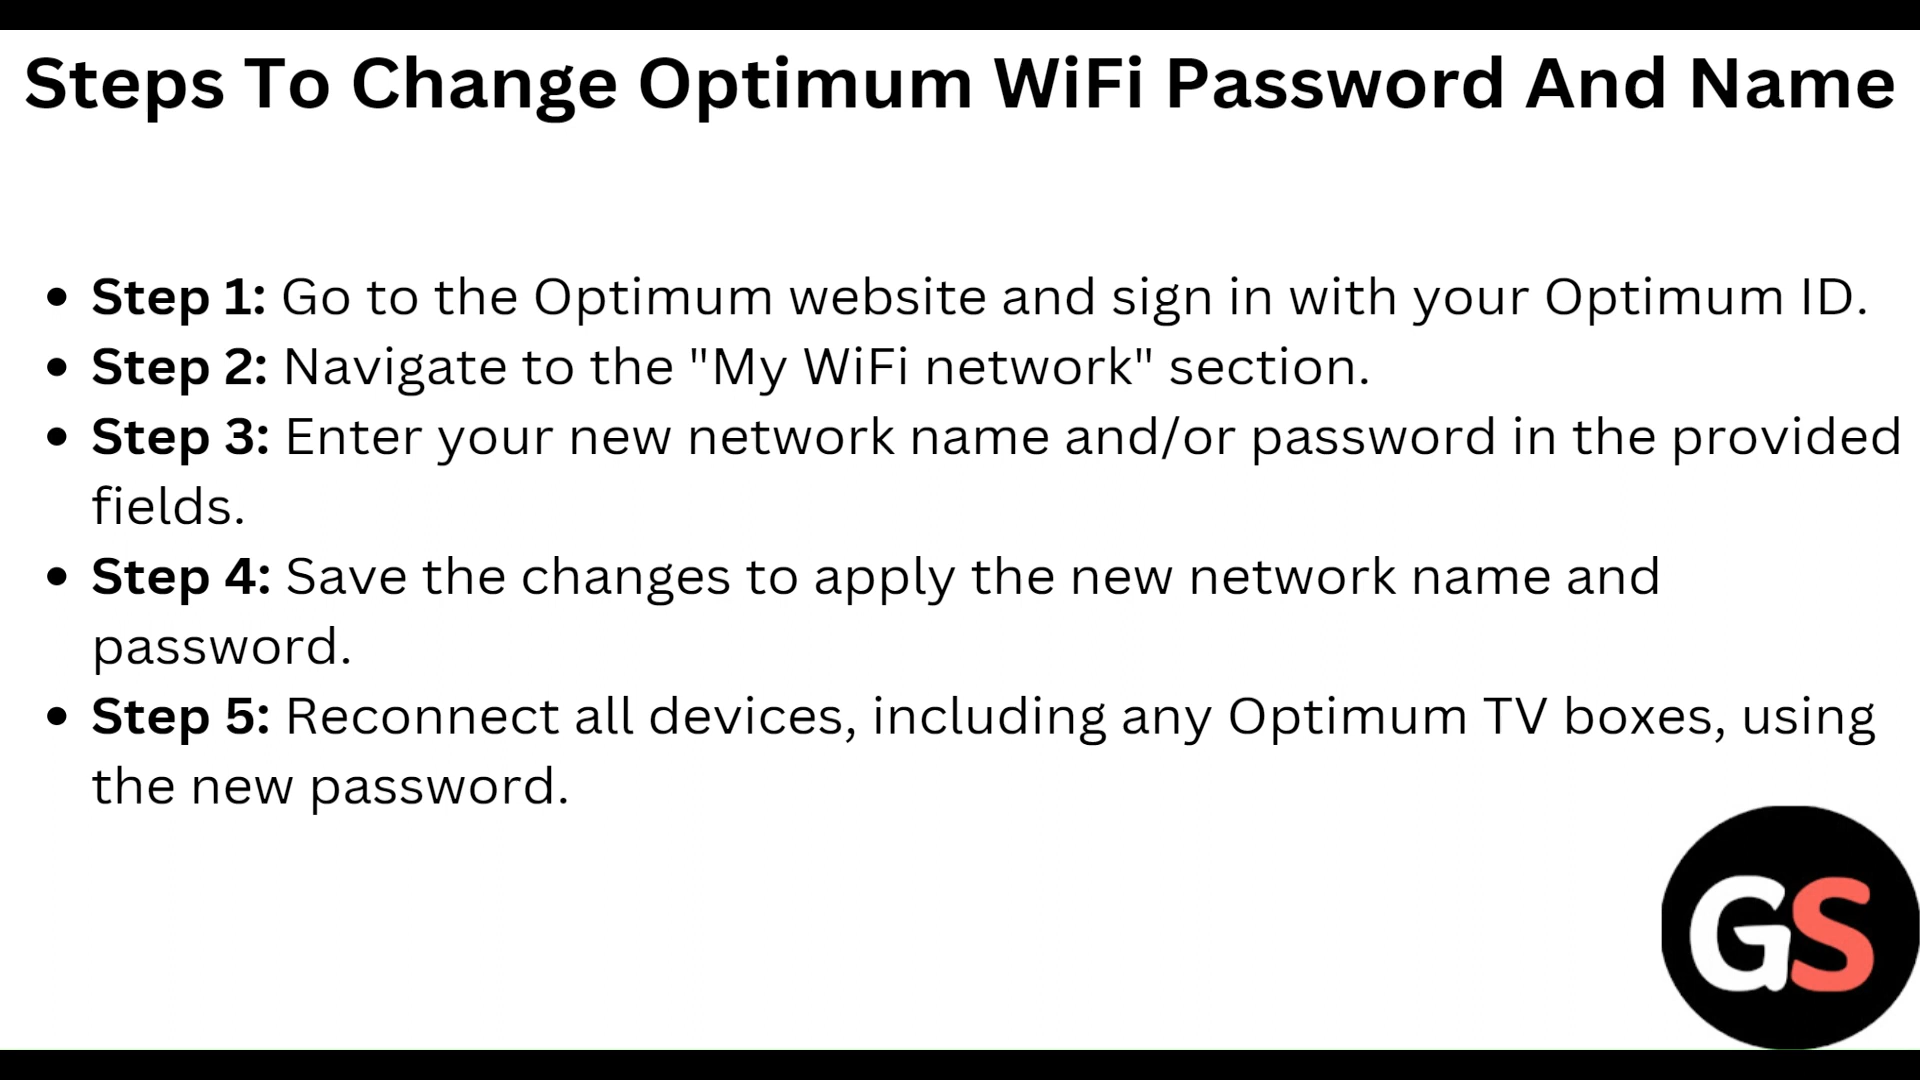 Steps To Change Optimum WiFi Password And Name
• Step 1: Go to the Optimum website and sign in with your Optimum ID.
• Step 2: Navigate to the "My WiFi network" section.
• Step 3: Enter your new network name and/or password in the provided
fields.
• Step 4: Save the changes to apply the new network name and
password.
• Step 5: Reconnect all devices, including any Optimum TV boxes, using
the new password.
GS